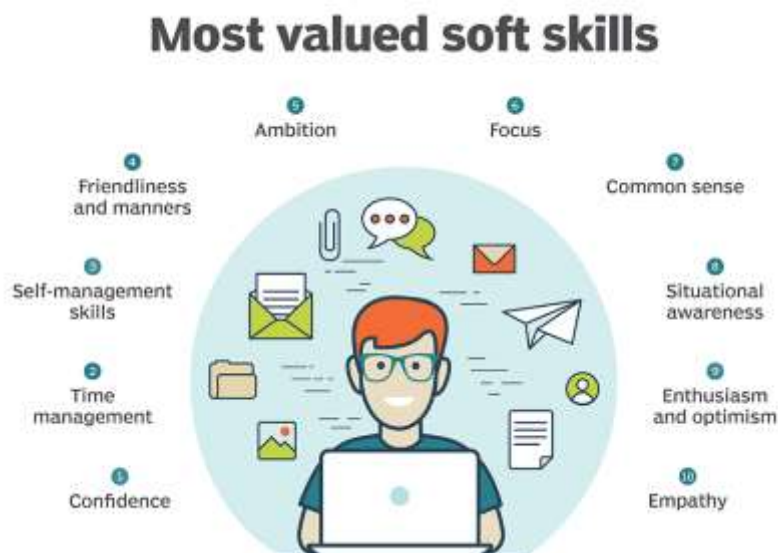 Most valued soft skills
1
Confidence
2
Time
management
3
Self-management
skills
4
Friendliness
and manners
5
Ambition
6
Focus
7
Common sense
8
Situational
awareness
9
Enthusiasm
and optimism
10
Empathy